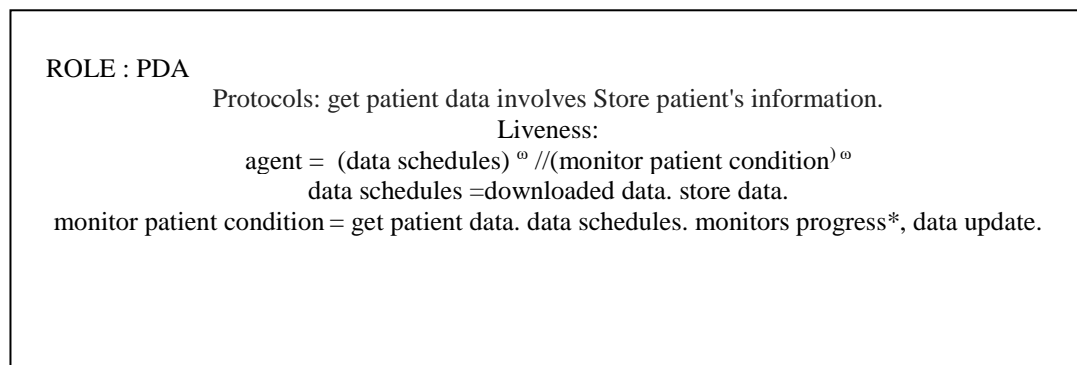 ROLE : PDA
Protocols: get patient data involves Store patient's information.
Liveness:
agent = (data schedules) ω //(monitor patient condition) ω
data schedules =downloaded data. store data.
monitor patient condition = get patient data. data schedules. monitors progress*, data update.